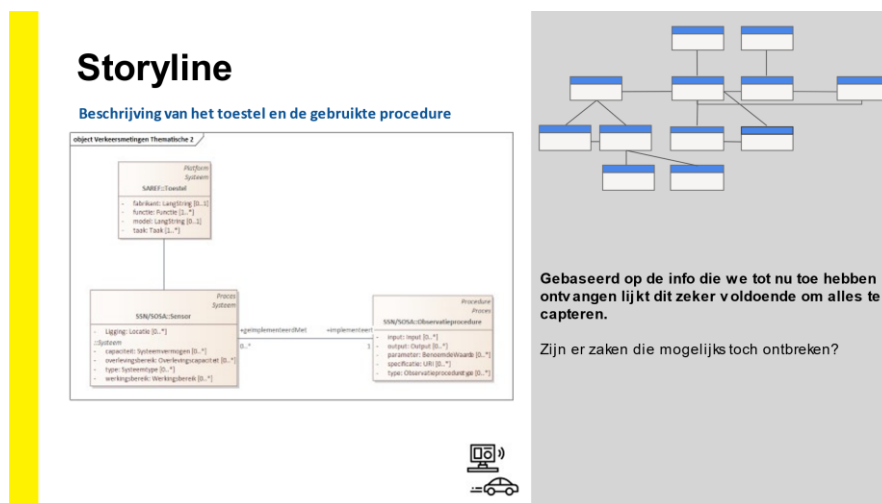 Storyline
Beschrijving van het toestel en de gebruikte procedure
object Verkeersmetingen Thematische 2
Platform
Systeem
SAREF::Toestel
- fabrikant: LangString [0..1]
- functie: Functie [1..*]
- model: LangString [0..1]
- taak: Taak [1..*]
Proces
Systeem
SSN/SOSA::Sensor
- Ligging: Locatie [0..*]
::Systeem
- capaciteit: Systeemvermogen [0..*]
- overlevingsbereik: Overlevingscapaciteit [0..*]
- type: Systeemtype [0..*]
- werkingsbereik: Werkingsbereik [0..*]
+geïmplementeerdMet
0..*
+implementeert
1
Procedure
Proces
SSN/SOSA::Observatieprocedure
- input: Input [0..*]
- output: Output [0..*]
- parameter: BenoemdeWaarde [0..*]
- specificatie: URI [0..*]
- type: Observatieproceduretype [0..*]
Gebaseerd op de info die we tot nu toe hebben
ontvangen lijkt dit zeker voldoende om alles te
capteren.
Zijn er zaken die mogelijks toch ontbreken?